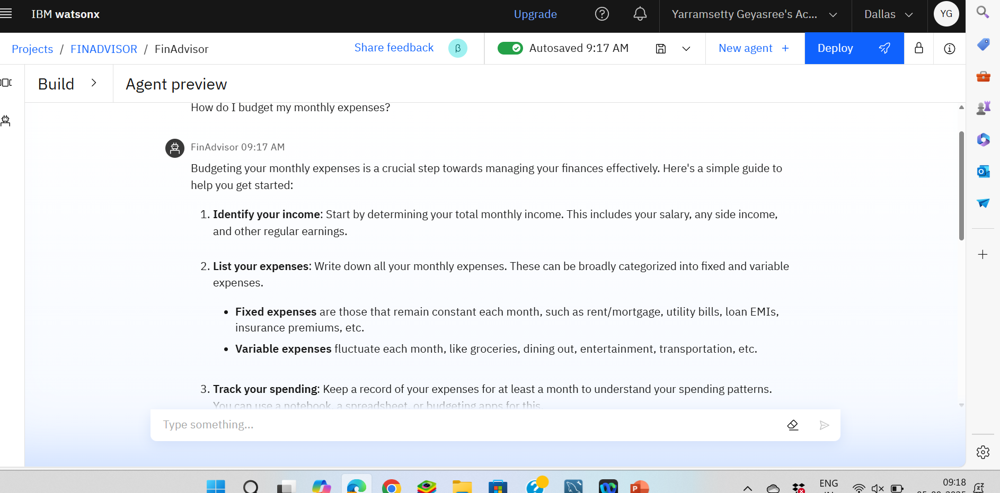 IBM watsonx
Upgrade
Yarramsetty Geyasree's Ac...
Dallas
YG
Projects / FINADVISOR / FinAdvisor
Share feedback
β
Autosaved 9:17 AM
New agent +
Deploy
Build
Agent preview
How do I budget my monthly expenses?
FinAdvisor 09:17 AM
Budgeting your monthly expenses is a crucial step towards managing your finances effectively. Here's a simple guide to
help you get started:
1. Identify your income: Start by determining your total monthly income. This includes your salary, any side income,
and other regular earnings.
2. List your expenses: Write down all your monthly expenses. These can be broadly categorized into fixed and variable
expenses.
• Fixed expenses are those that remain constant each month, such as rent/mortgage, utility bills, loan EMIs,
insurance premiums, etc.
• Variable expenses fluctuate each month, like groceries, dining out, entertainment, transportation, etc.
3. Track your spending: Keep a record of your expenses for at least a month to understand your spending patterns.
You can use a notebook, a spreadsheet, or budgeting apps for this.
Type something...
ENG
09:18